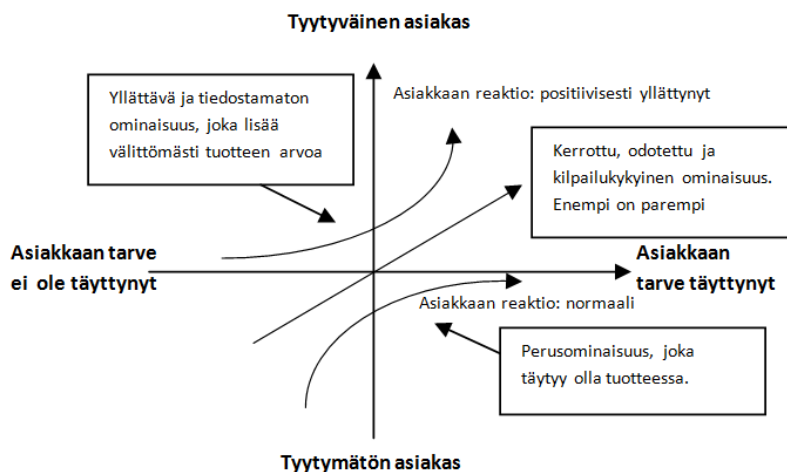 Tyytyväinen asiakas
Yllättävä ja tiedostamaton
ominaisuus, joka lisää
välittömästi tuotteen arvoa
Asiakkaan reaktio: positiivisesti yllättynyt
Kerrottu, odotettu ja
kilpailukykyinen ominaisuus.
Enempi on parempi
Asiakkaan tarve
ei ole täyttynyt
Asiakkaan
tarve täyttynyt
Asiakkaan reaktio: normaali
Perusominaisuus, joka
täytyy olla tuotteessa.
Tyytymätön asiakas